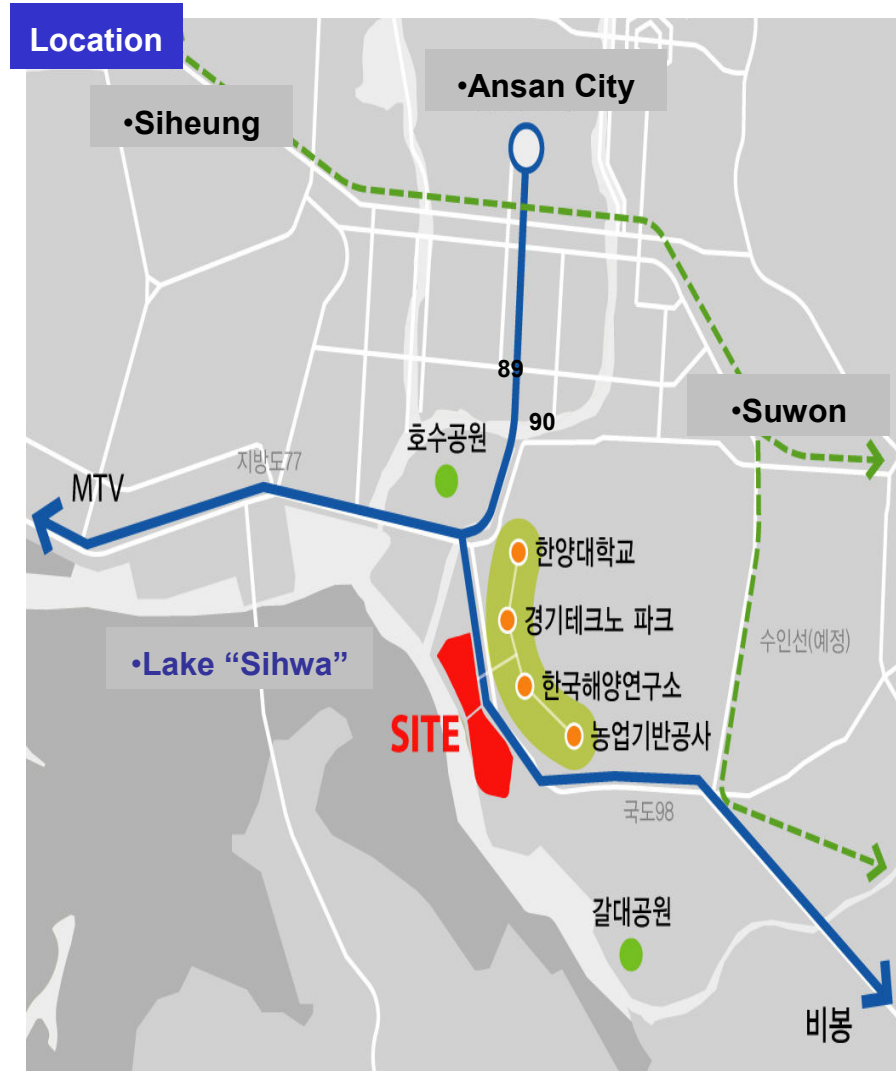 Location
•Ansan City
•Siheung
89
•Suwon
90
호수공원
지방도77
MTV
한양대학교
경기테크노 파크
수인선(예정)
•Lake “Sihwa”
한국해양연구소
SITE
농업기반공사
국도98
갈대공원
비봉